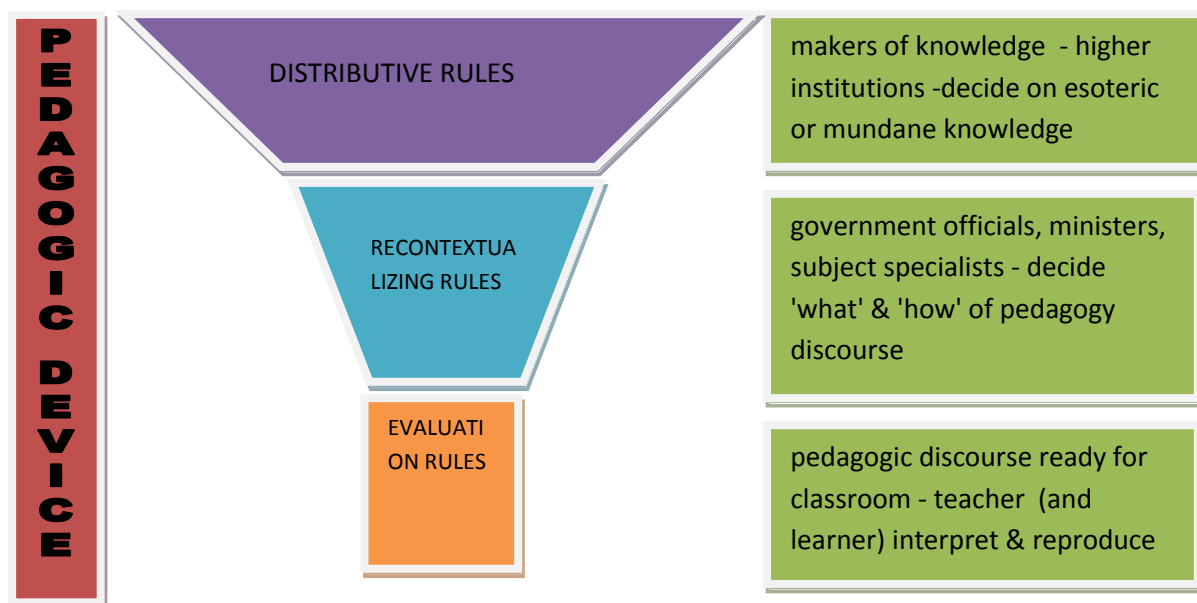 PEDAGOGIC DEVICE
DISTRIBUTIVE RULES
makers of knowledge - higher
institutions -decide on esoteric
or mundane knowledge
RECONTEXTUA
LIZING RULES
government officials, ministers,
subject specialists - decide
'what' & 'how' of pedagogy
discourse
EVALUATI
ON RULES
pedagogic discourse ready for
classroom - teacher (and
learner) interpret & reproduce